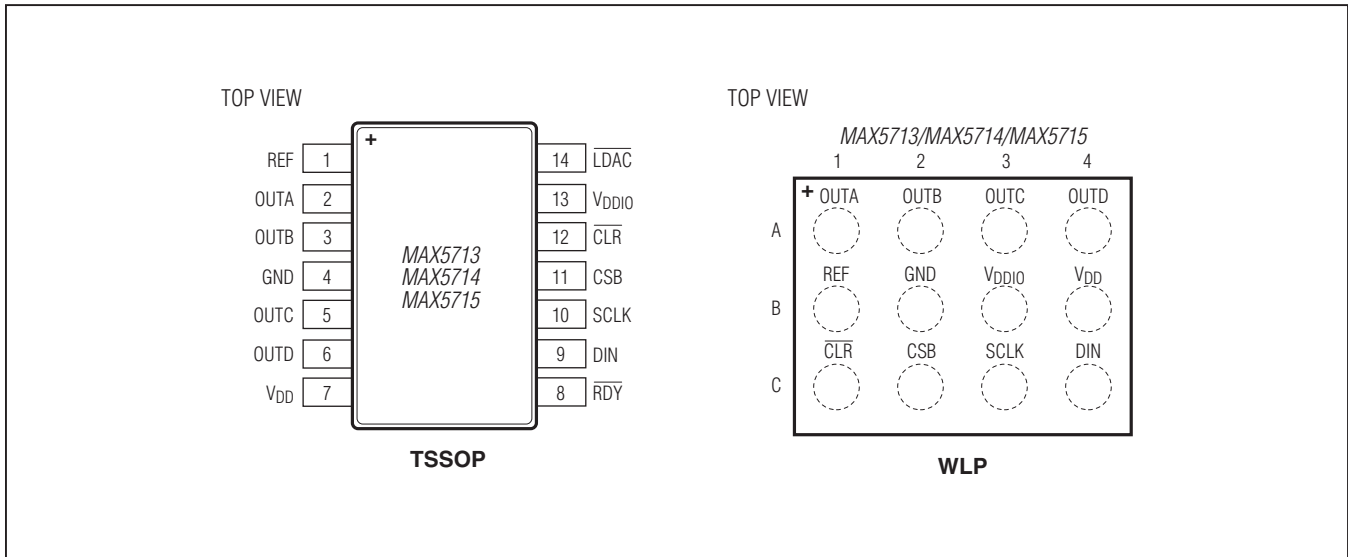 TOP VIEW
+
REF 1
OUTA 2
OUTB 3
GND 4
OUTC 5
OUTD 6
VDD 7
MAX5713
MAX5714
MAX5715
14 LDAC
13 VDDIO
12 CLR
11 CSB
10 SCLK
9 DIN
8 RDY
TSSOP
TOP VIEW
MAX5713/MAX5714/MAX5715
1 2 3 4
+ OUTA OUTB OUTC OUTD
A
REF GND VDDIO VDD
B
CLR CSB SCLK DIN
C
WLP